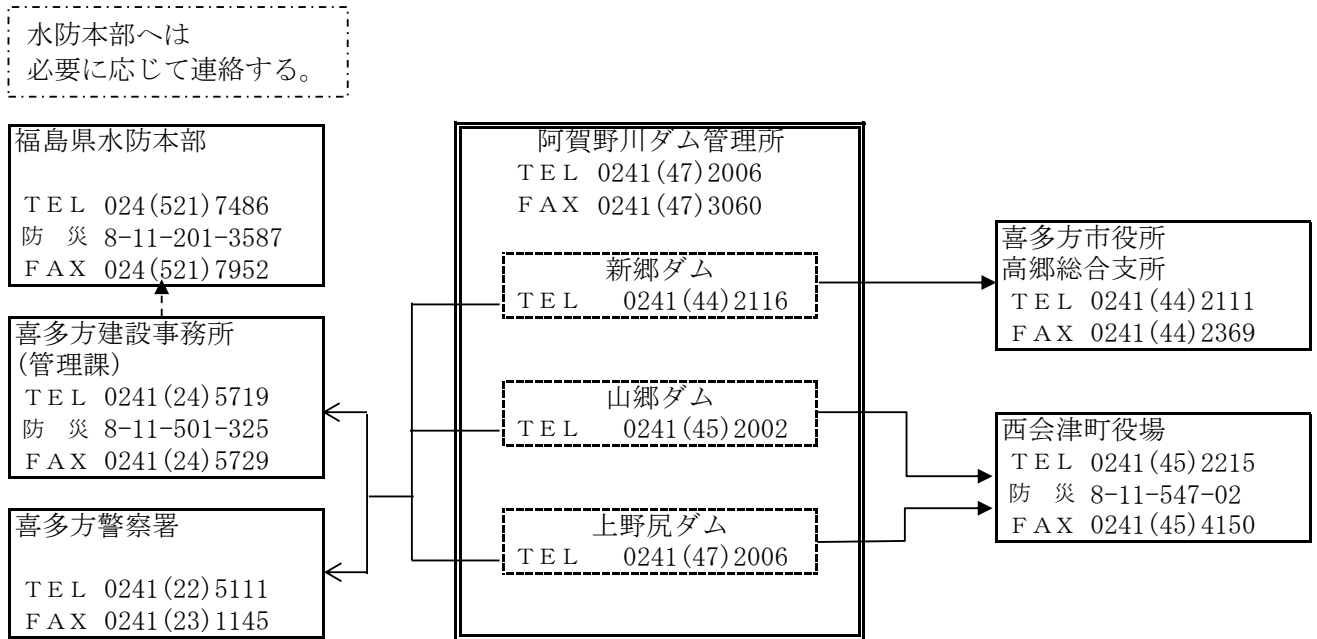 水防本部へは
必要に応じて連絡する。
福島県水防本部
ＴＥＬ 024(521)7486
防　災 8-11-201-3587
ＦＡＸ 024(521)7952
喜多方建設事務所
(管理課)
ＴＥＬ 0241(24)5719
防　災 8-11-501-325
ＦＡＸ 0241(24)5729
喜多方警察署
ＴＥＬ 0241(22)5111
ＦＡＸ 0241(23)1145
阿賀野川ダム管理所
ＴＥＬ 0241(47)2006
ＦＡＸ 0241(47)3060
新郷ダム
ＴＥＬ　0241(44)2116
山郷ダム
ＴＥＬ　0241(45)2002
上野尻ダム
ＴＥＬ　0241(47)2006
喜多方市役所
高郷総合支所
ＴＥＬ 0241(44)2111
ＦＡＸ 0241(44)2369
西会津町役場
ＴＥＬ 0241(45)2215
防　災 8-11-547-02
ＦＡＸ 0241(45)4150